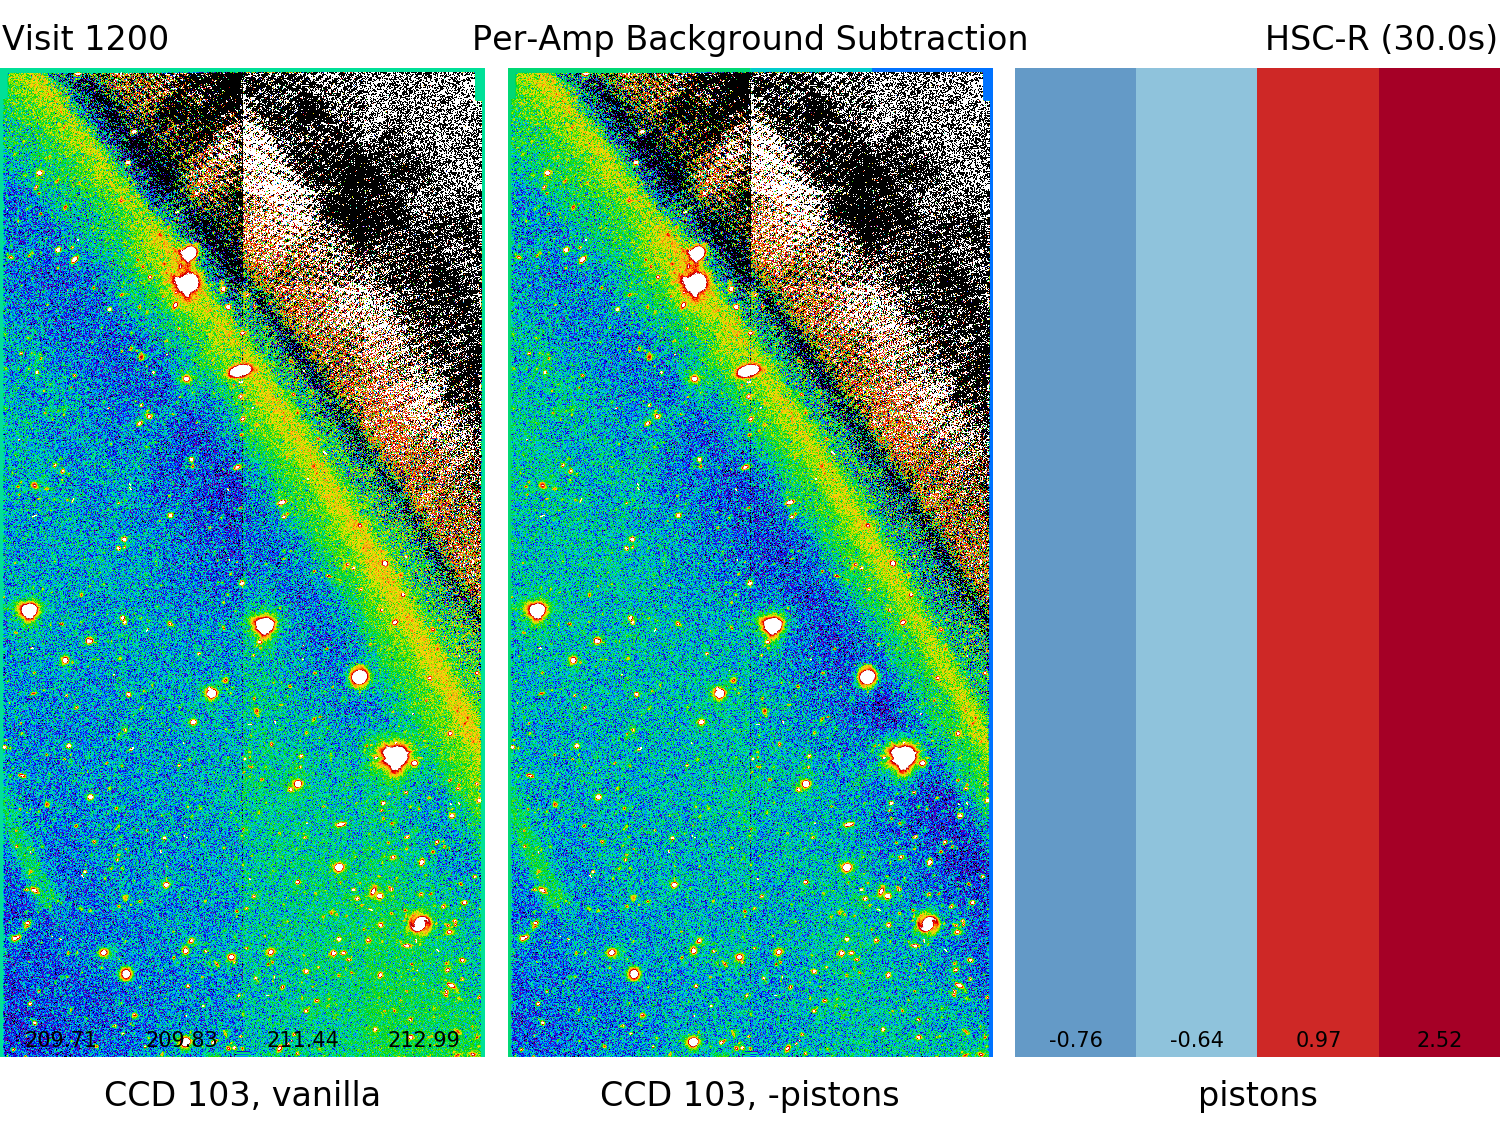 Visit 1200
Per-Amp Background Subtraction
HSC-R (30.0s)
209.71 209.83 211.44 212.99
-0.76 -0.64 0.97 2.52
CCD 103, vanilla
CCD 103, -pistons
pistons